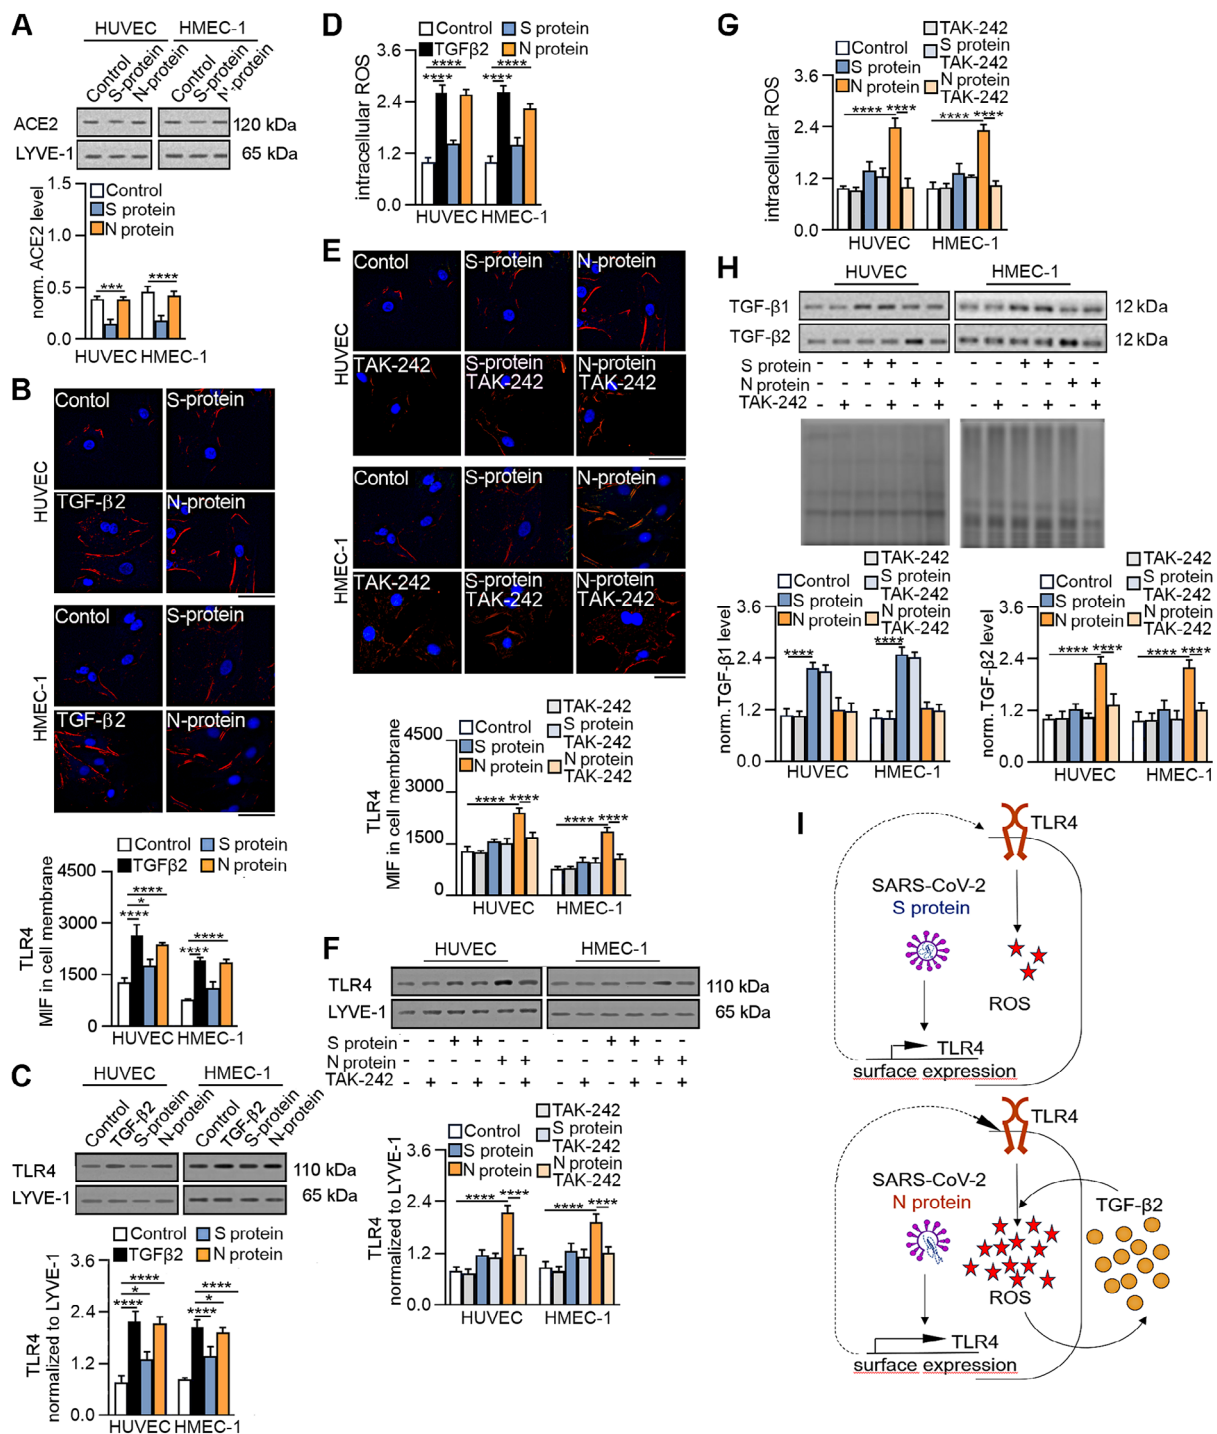 A
HUVEC HMEC-1
Control
S-protein
N-protein
Control
S-protein
N-protein
ACE2 120 kDa
LYVE-1 65 kDa
1.5
1.0
0.5
0.0
norm. ACE2 level
Control
S protein
N protein
*** ****
HUVEC HMEC-1
B
HUVEC
Contol S-protein
TGF-β2 N-protein
HMEC-1
Contol S-protein
TGF-β2 N-protein
Control S protein
TGFβ2 N protein
4500
3000
1500
0
TLR4
MIF in cell membrane
****
*
****
****
****
HUVEC HMEC-1
C
HUVEC HMEC-1
Control
TGF-β2
S-protein
N-protein
Control
TGF-β2
S-protein
N-protein
TLR4 110 kDa
LYVE-1 65 kDa
Control S protein
TGFβ2 N protein
3.6
2.4
1.2
0.0
TLR4
normalized to LYVE-1
****
*
****
****
*
****
HUVEC HMEC-1
D
Control S protein
TGFβ2 N protein
3.6
2.4
1.2
0.0
intracellular ROS
**** ****
**** ****
HUVEC HMEC-1
E
HUVEC
Contol S-protein N-protein
TAK-242 S-protein TAK-242 N-protein TAK-242
HMEC-1
Contol S-protein N-protein
TAK-242 S-protein TAK-242 N-protein TAK-242
Control
S protein
N protein
TAK-242
S protein
TAK-242
N protein
TAK-242
4500
3000
1500
0
TLR4
MIF in cell membrane
**** ****
**** ****
HUVEC HMEC-1
F
HUVEC HMEC-1
TLR4 110 kDa
LYVE-1 65 kDa
S protein - - + + - - - - + + - -
N protein - - - - + + - - - - + +
TAK-242 - + - + - + - + - + - +
Control
S protein
N protein
TAK-242
S protein
TAK-242
N protein
TAK-242
3.6
2.4
1.2
0.0
TLR4
normalized to LYVE-1
**** ****
**** ****
HUVEC HMEC-1
G
Control
S protein
N protein
TAK-242
S protein
TAK-242
N protein
TAK-242
3.6
2.4
1.2
0.0
intracellular ROS
**** ****
**** ****
HUVEC HMEC-1
H
HUVEC HMEC-1
TGF-β1 12 kDa
TGF-β2 12 kDa
S protein - - + + - - - - + + - -
N protein - - - - + + - - - - + +
TAK-242 - + - + - + - + - + - +
Control
S protein
N protein
TAK-242
S protein
TAK-242
N protein
TAK-242
3.6
2.4
1.2
0.0
norm.TGF-β1 level
**** ****
HUVEC HMEC-1
Control
S protein
N protein
TAK-242
S protein
TAK-242
N protein
TAK-242
3.6
2.4
1.2
0.0
norm.TGF-β2 level
**** ****
**** ****
HUVEC HMEC-1
I
TLR4
SARS-CoV-2
S protein
ROS
TLR4
surface expression
TLR4
SARS-CoV-2
N protein
TGF-β2
ROS
TLR4
surface expression